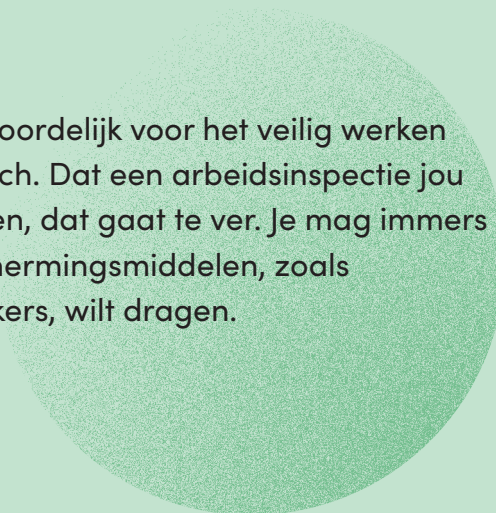 oordelijk voor het veilig werken
ch. Dat een arbeidsinspectie jou
en, dat gaat te ver. Je mag immers
hermingsmiddelen, zoals
kers, wilt dragen.